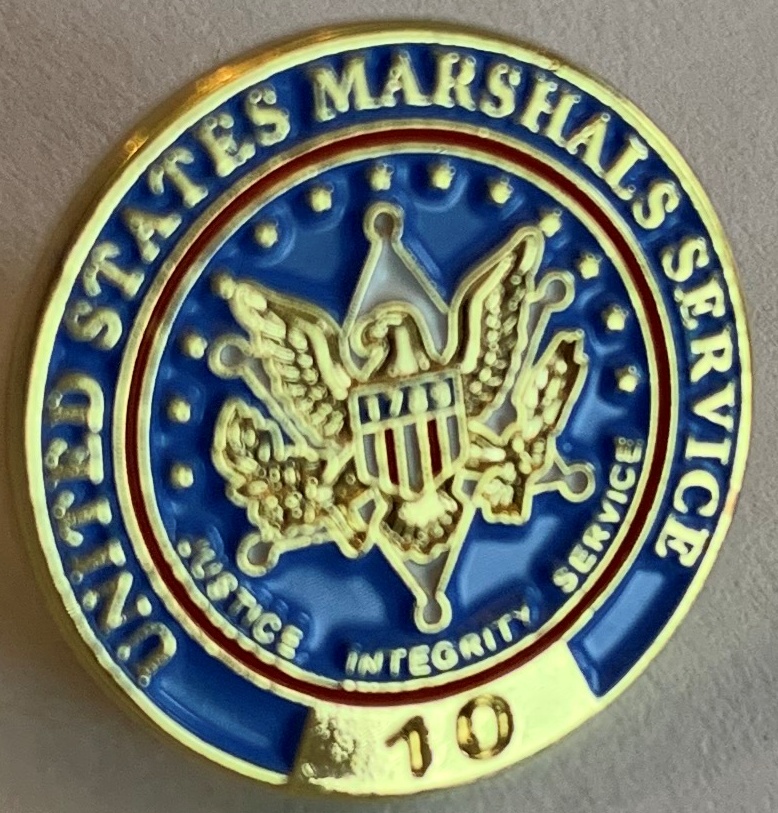 UNITED STATES MARSHALS SERVICE
1789
JUSTICE INTEGRITY SERVICE
10